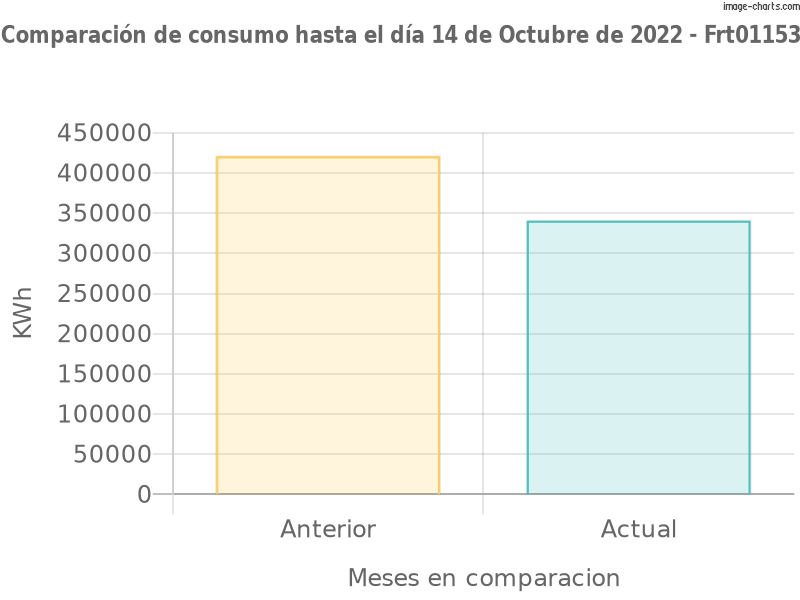 image-charts.com
Comparación de consumo hasta el día 14 de Octubre de 2022 - Frt01153
450000
400000
350000
300000
250000
200000
150000
100000
50000
0
KWh
Anterior
Actual
Meses en comparacion